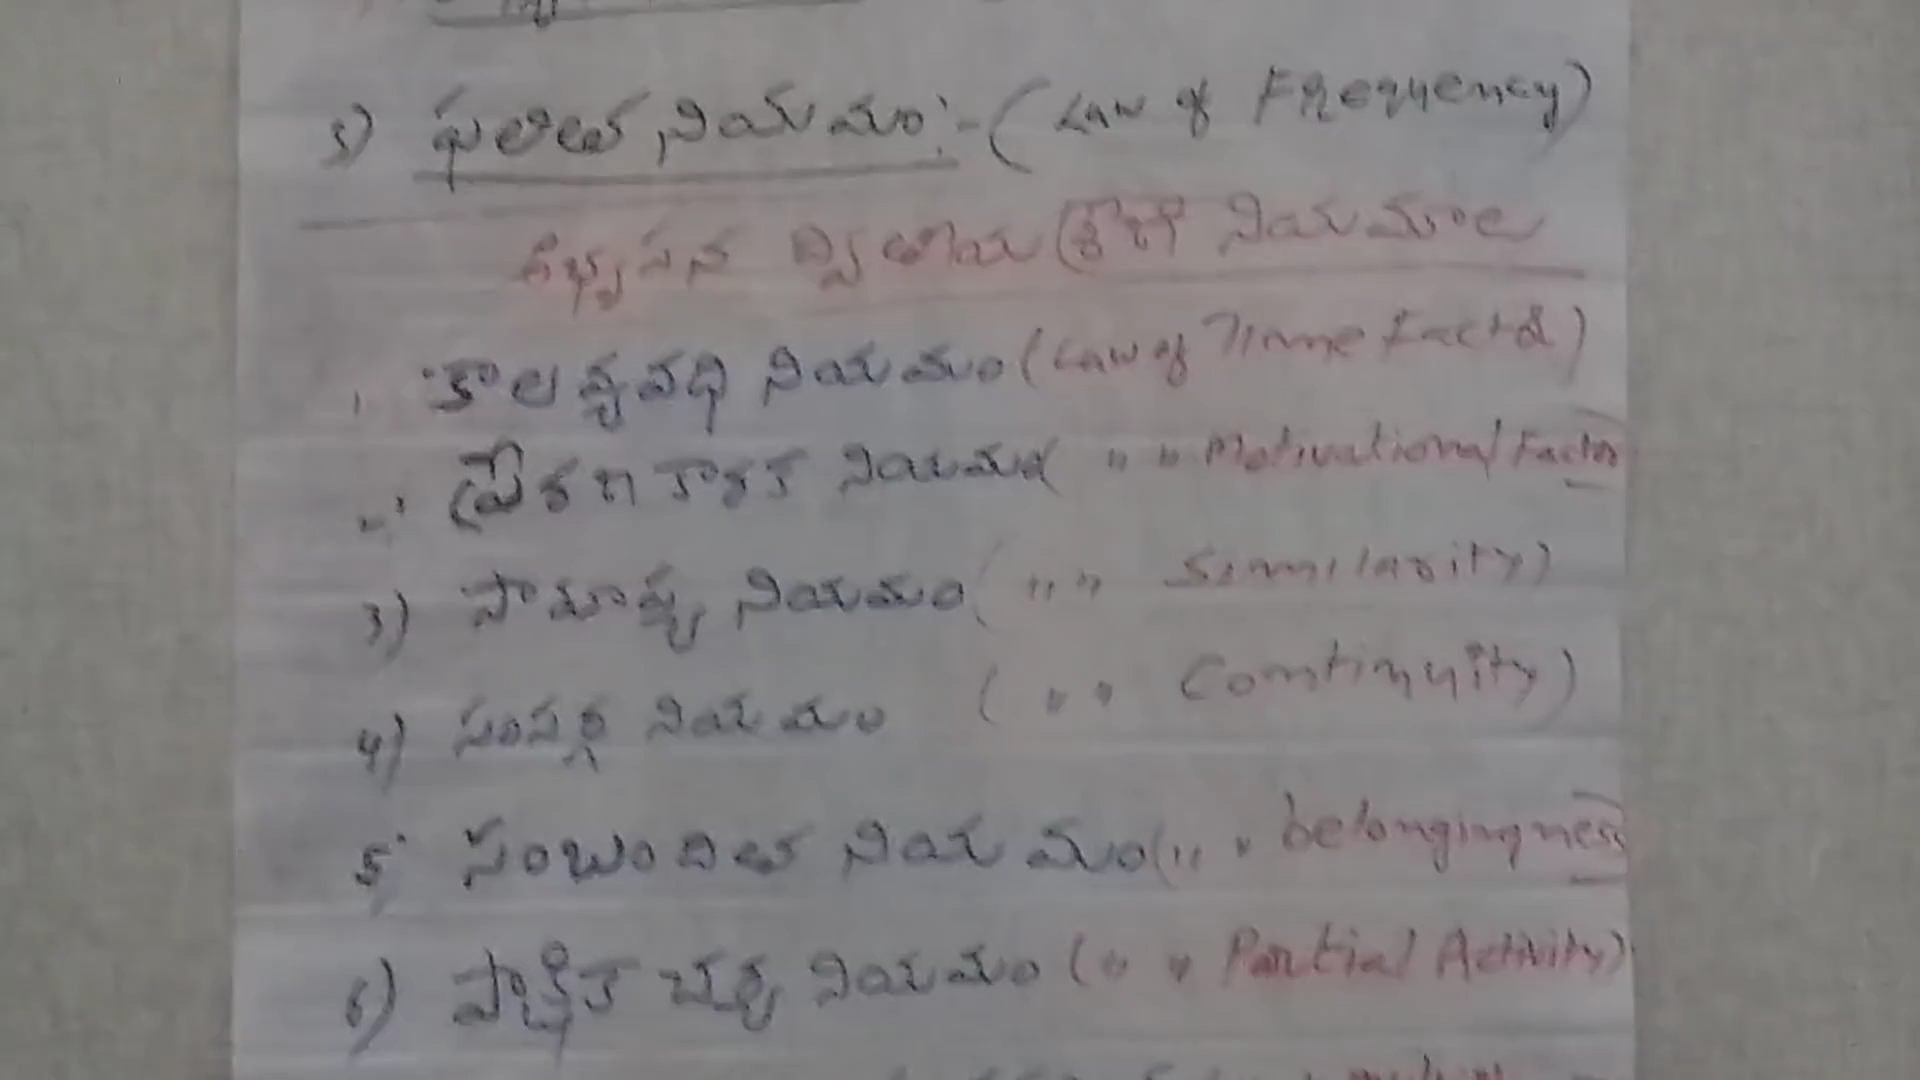 5) ఫలిత నియమం:- (Law of Frequency)
అభ్యసన ద్వితీయ శ్రేణి నియమాలు
1. కాల వ్యవధి నియమం (Law of Time Factor)
2. ప్రేరణ కారక నియమం ( " " Motivational Factor
3) సామ్య నియమం ( " " Similarity)
4) సంసర్గ నియమం ( " " Continuity)
5. సంబందిత నియమం ( " " belongingness
6) పాక్షిక చర్య నియమం ( " " Partial Activity)